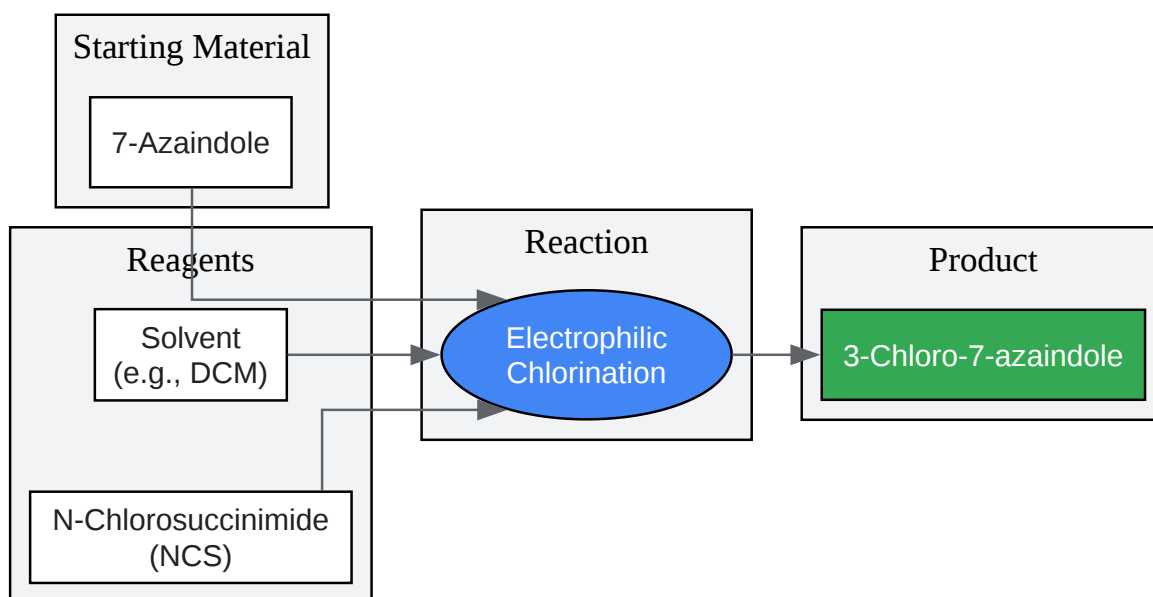 Starting Material
7-Azaindole
Reagents
Solvent
(e.g., DCM)
N-Chlorosuccinimide
(NCS)
Reaction
Electrophilic
Chlorination
Product
3-Chloro-7-azaindole